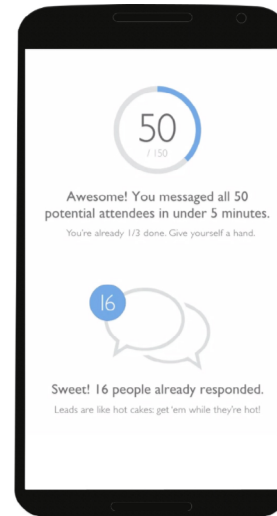 50
/ 150
Awesome! You messaged all 50
potential attendees in under 5 minutes.
You're already 1/3 done. Give yourself a hand.
16
Sweet! 16 people already responded.
Leads are like hot cakes: get 'em while they're hot!